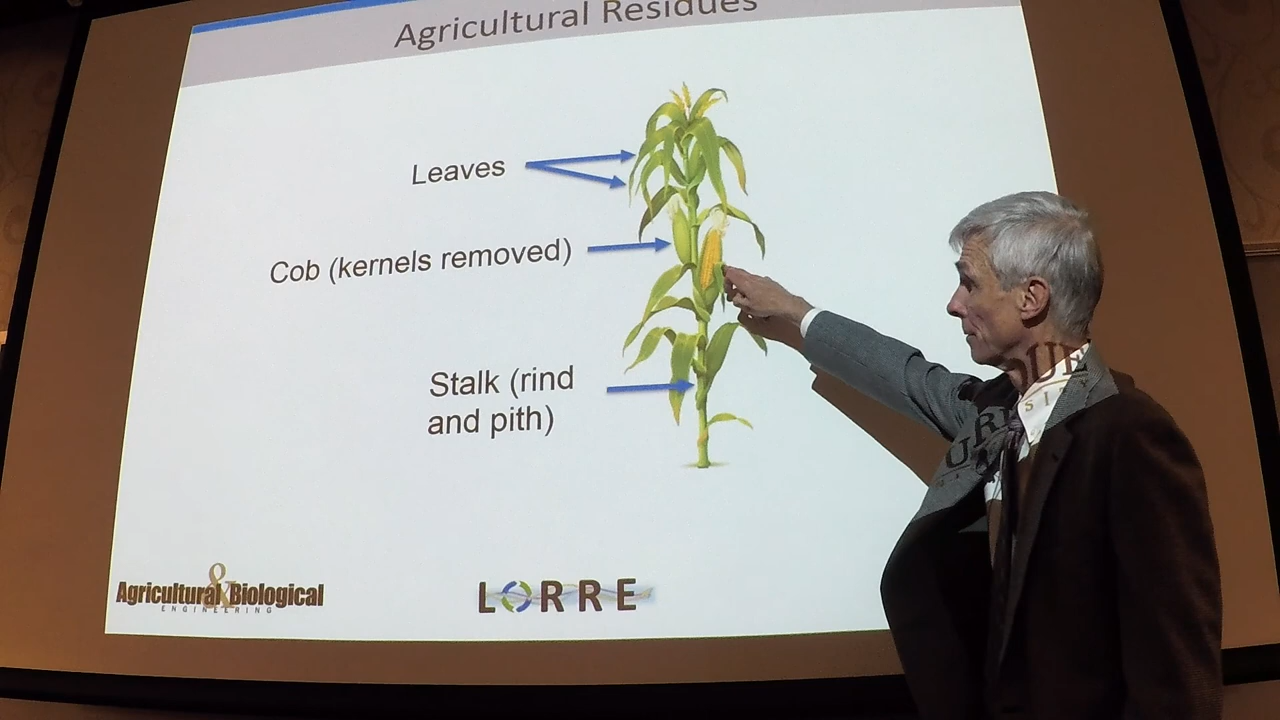 Agricultural Residues
Leaves
Cob (kernels removed)
Stalk (rind
and pith)
Agricultural & Biological
ENGINEERING
LORRE